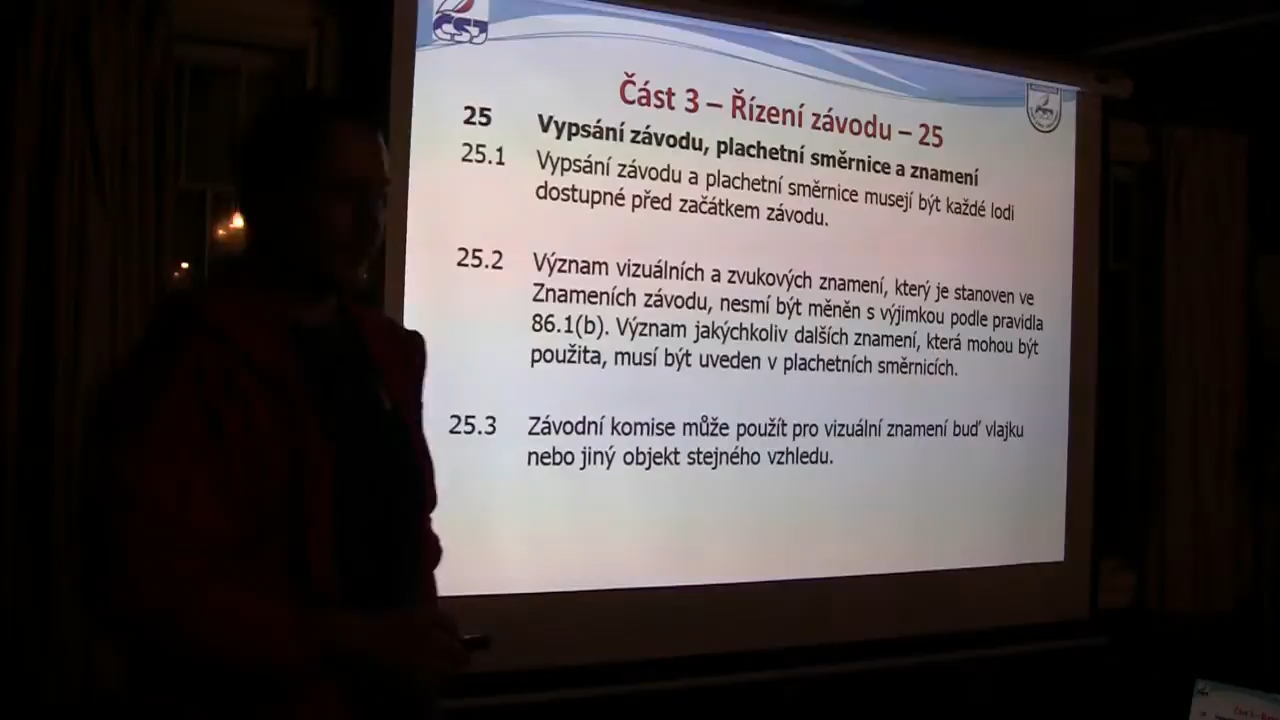 ČSJ
Část 3 – Řízení závodu – 25
25 Vypsání závodu, plachetní směrnice a znamení
25.1 Vypsání závodu a plachetní směrnice musejí být každé lodi
dostupné před začátkem závodu.
25.2 Význam vizuálních a zvukových znamení, který je stanoven ve
Znameních závodu, nesmí být měněn s výjimkou podle pravidla
86.1(b). Význam jakýchkoliv dalších znamení, která mohou být
použita, musí být uveden v plachetních směrnicích.
25.3 Závodní komise může použít pro vizuální znamení buď vlajku
nebo jiný objekt stejného vzhledu.